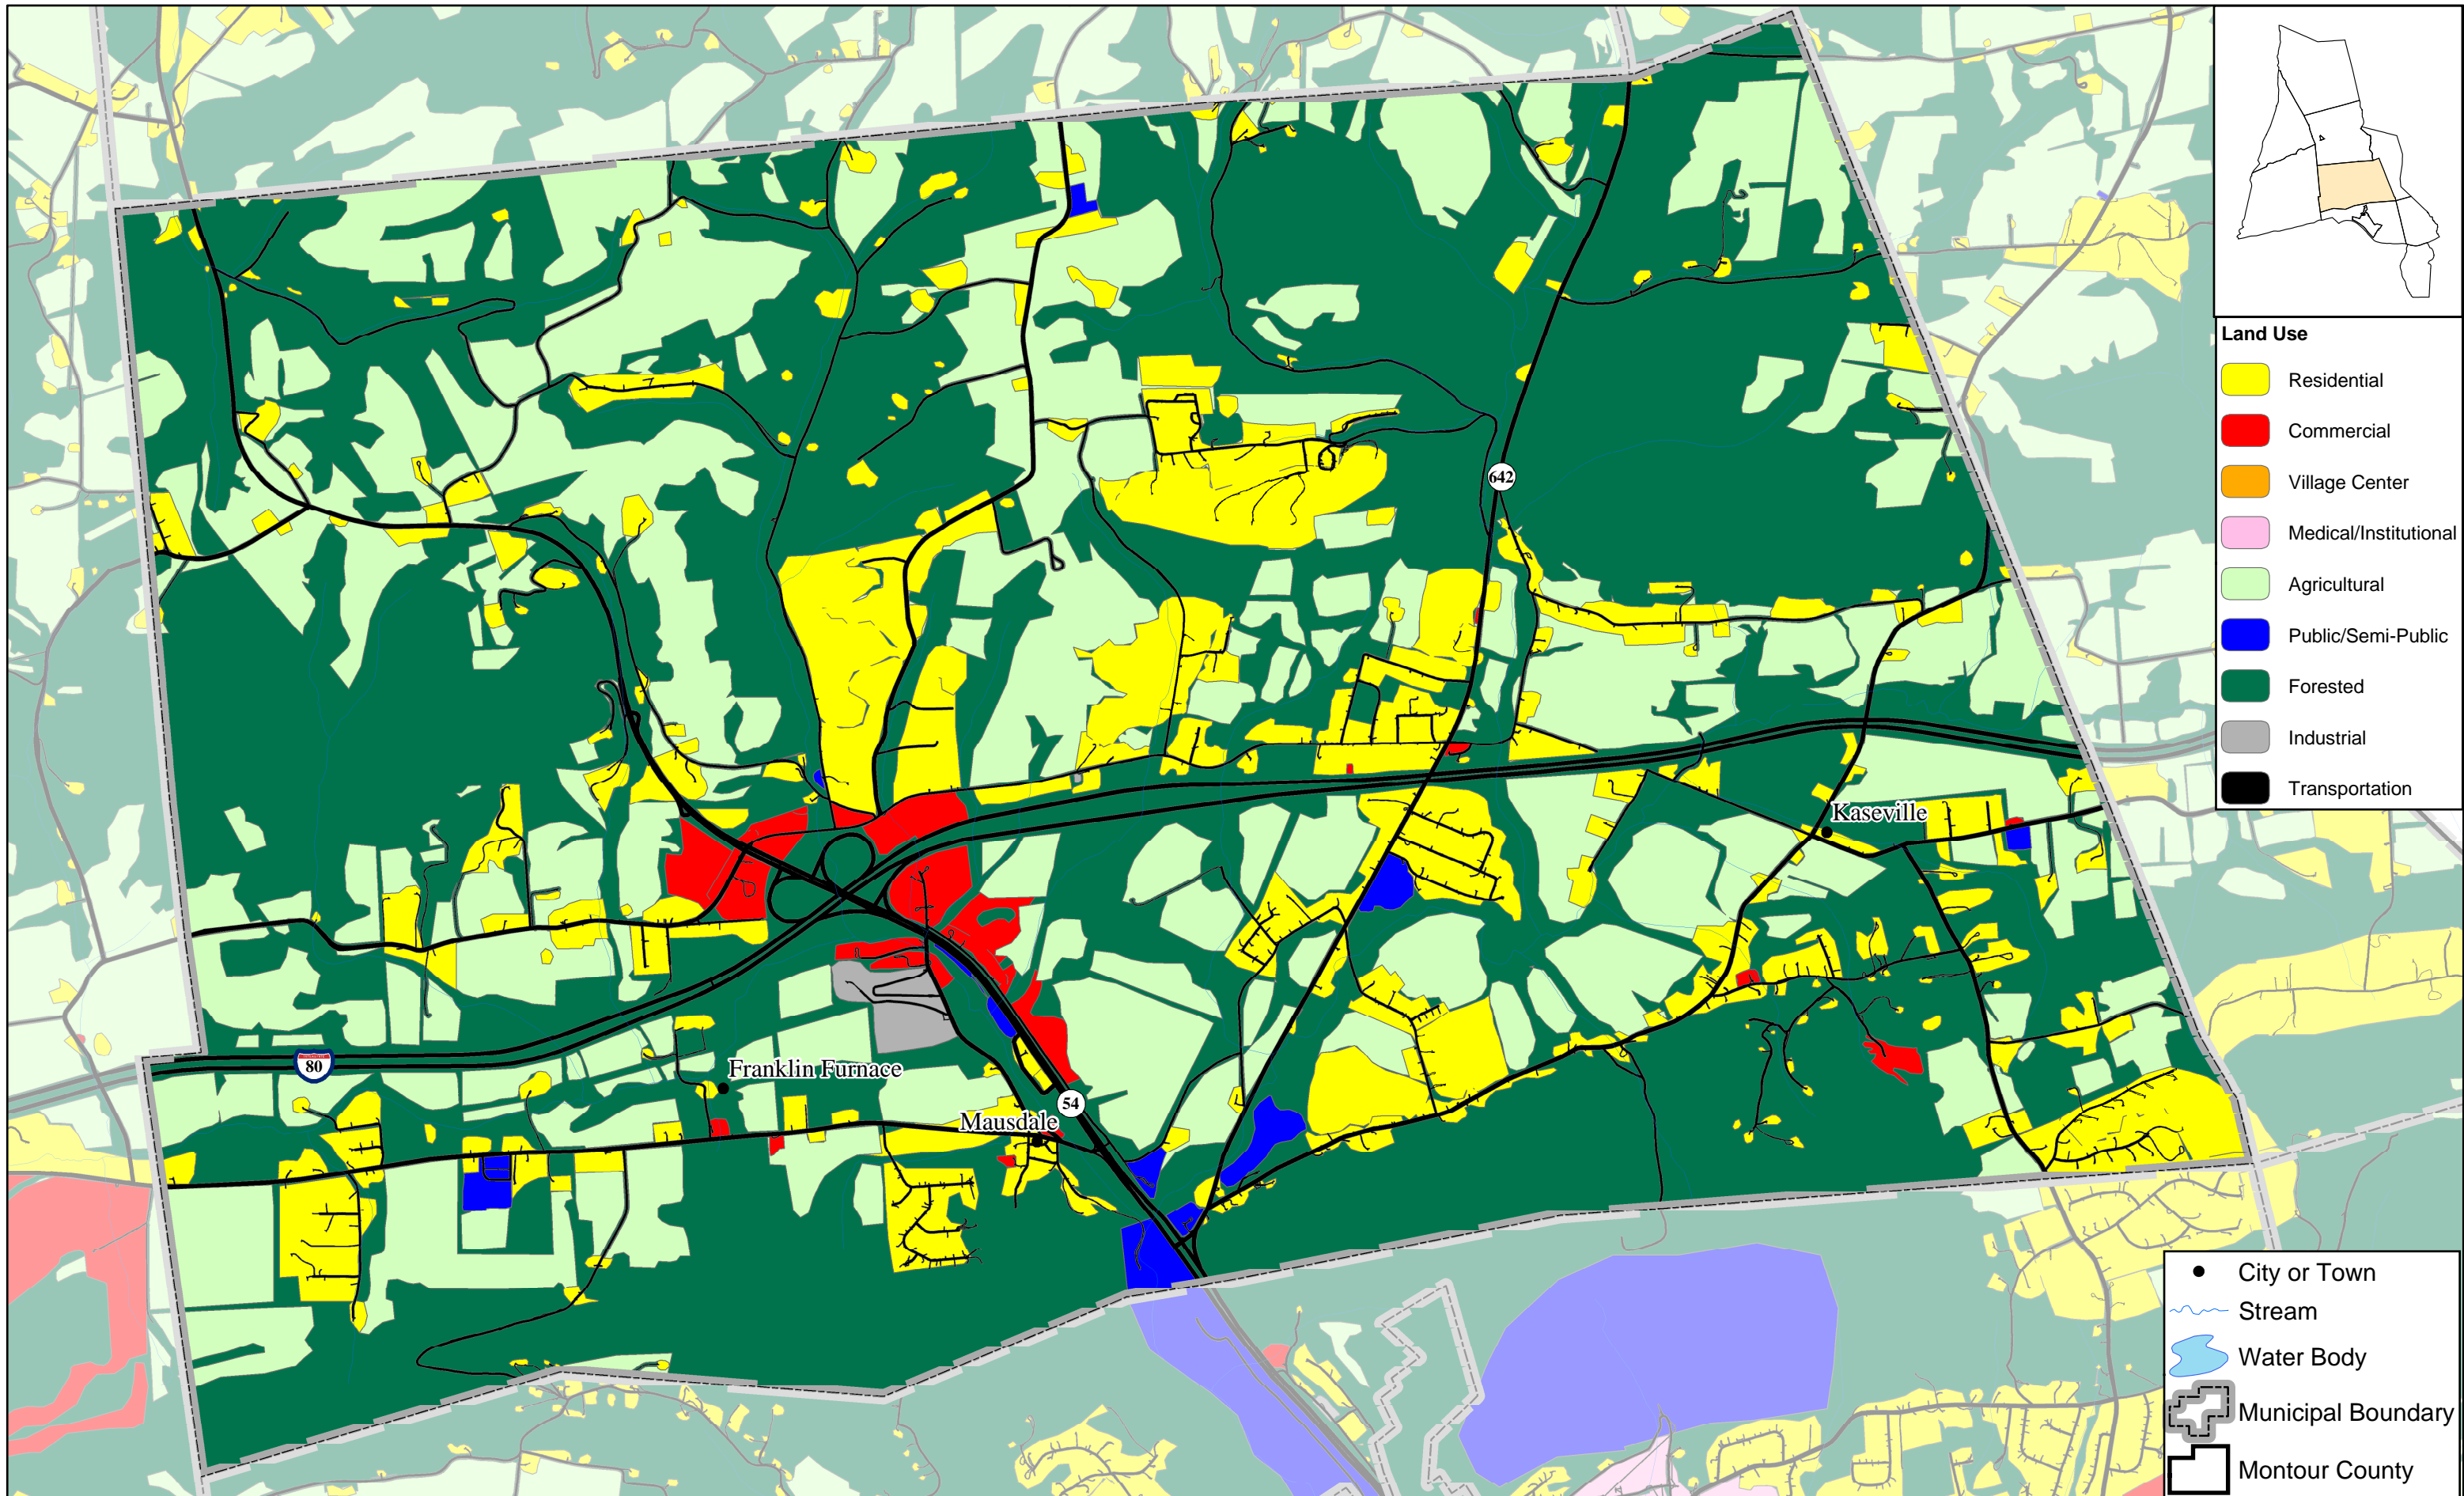 Land Use
Residential
Commercial
Village Center
Medical/Institutional
Agricultural
Public/Semi-Public
Forested
Industrial
Transportation
642
Kaseville
80
Franklin Furnace
54
Mausdale
City or Town
Stream
Water Body
Municipal Boundary
Montour County